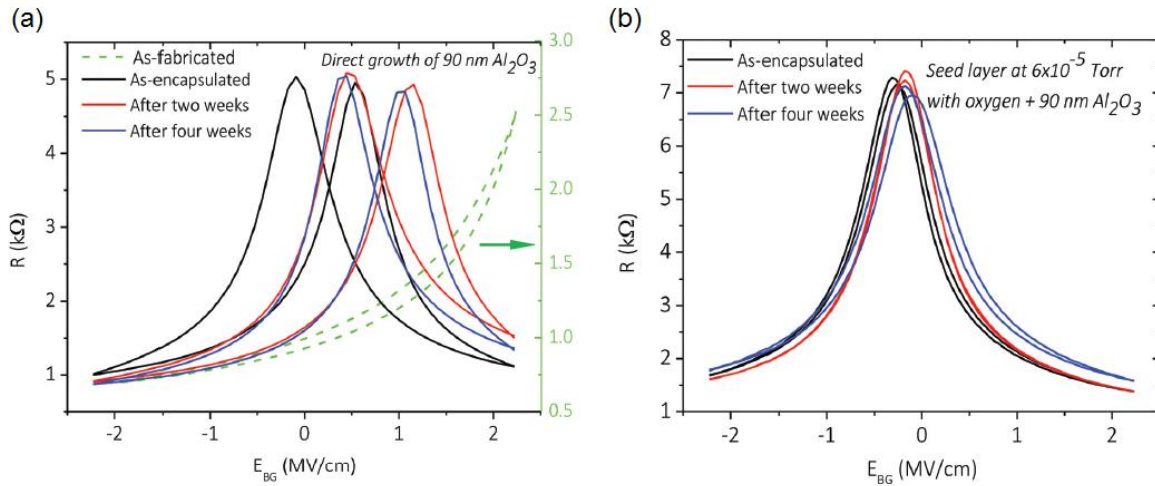 (a)
As-fabricated
As-encapsulated
After two weeks
After four weeks
Direct growth of 90 nm Al₂O₃
5
4
3
2
1
R (kΩ)
3.0
2.5
2.0
1.5
1.0
0.5
-2 -1 0 1 2
E_BG (MV/cm)
(b)
As-encapsulated
After two weeks
After four weeks
Seed layer at 6x10⁻⁵ Torr
with oxygen + 90 nm Al₂O₃
8
7
6
5
4
3
2
1
R (kΩ)
-2 -1 0 1 2
E_BG (MV/cm)